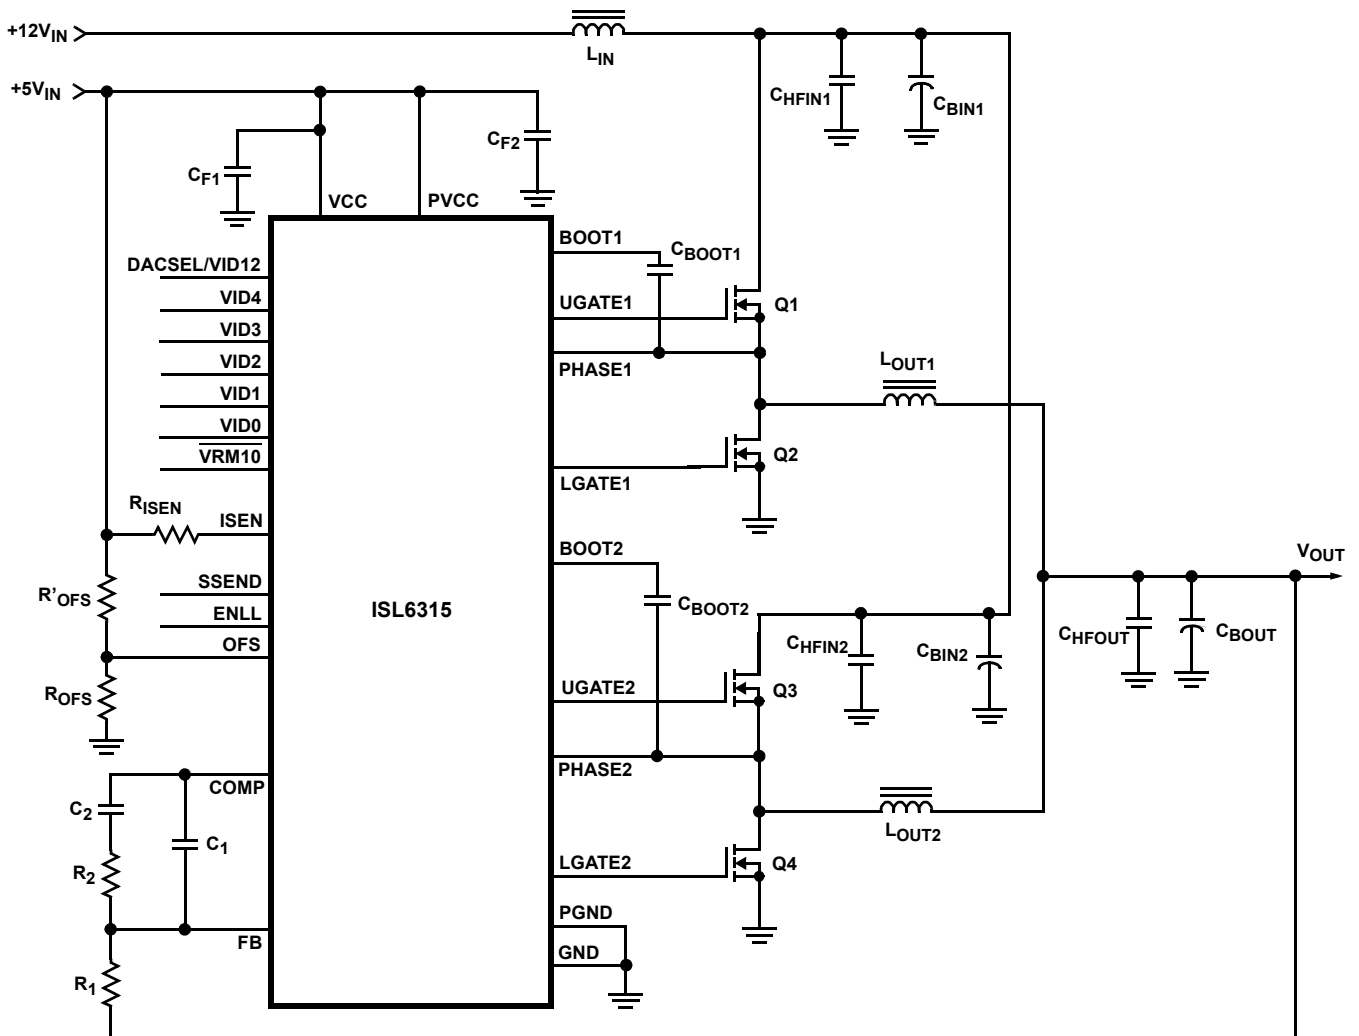 +12VIN
LIN
+5VIN
CHFIN1
CBIN1
CF2
CF1
VCC
PVCC
BOOT1
CBOOT1
DACSEL/VID12
VID4
UGATE1
Q1
VID3
VID2
PHASE1
LOUT1
VID1
VID0
VRM10
Q2
LGATE1
RISEN
ISEN
BOOT2
VOUT
SSEND
R'OFS
ISL6315
CBOOT2
ENLL
CHFOUT
CBOUT
OFS
CHFIN2
CBIN2
ROFS
UGATE2
Q3
PHASE2
COMP
C2
C1
LOUT2
R2
LGATE2
Q4
PGND
FB
GND
R1